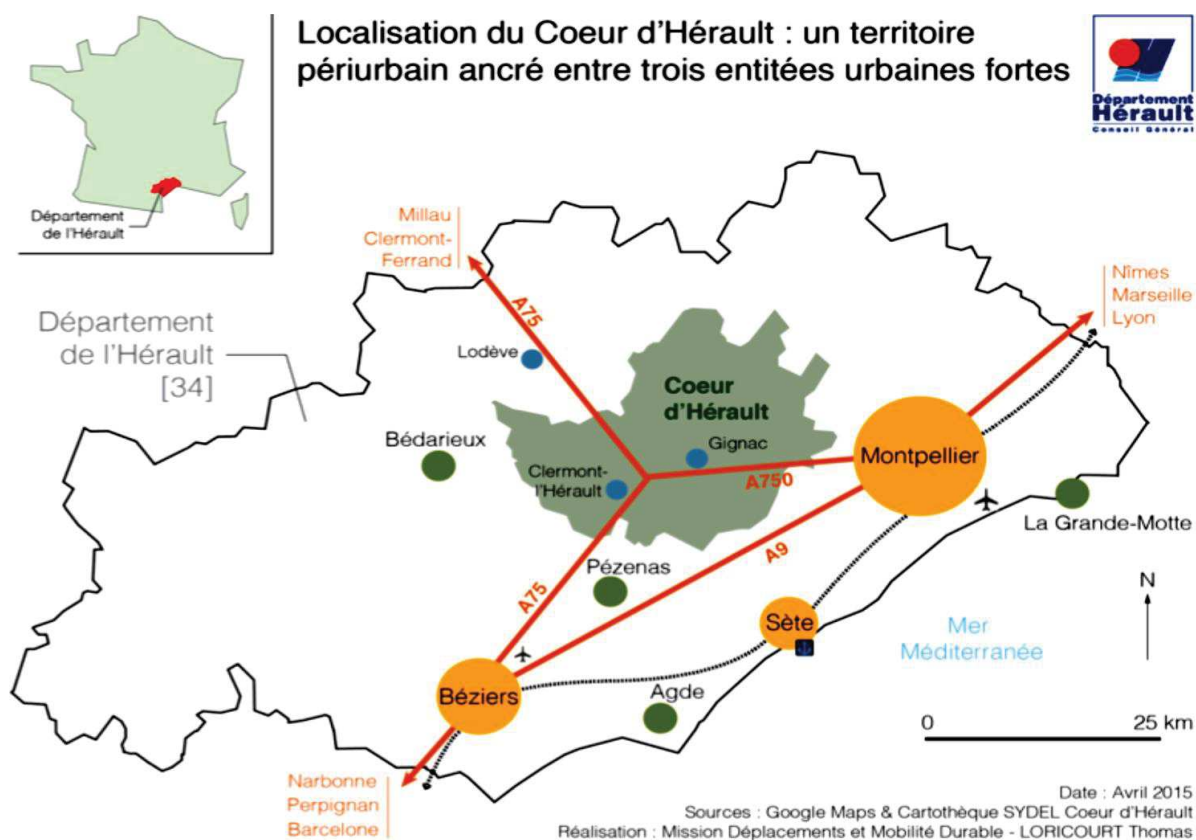 Localisation du Coeur d'Hérault : un territoire
périurbain ancré entre trois entitées urbaines fortes
Département
Hérault
Conseil Général
Département
de l'Hérault
Millau
Clermont-
Ferrand
Nîmes
Marseille
Lyon
Département
de l'Hérault
[34]
A75
Lodève
Coeur
d'Hérault
Bédarieux
Gignac
Montpellier
Clermont-
l'Hérault
A750
La Grande-Motte
A9
Pézenas
A75
N
Sète
Mer
Méditerranée
Béziers
Agde
0 25 km
Narbonne
Perpignan
Barcelone
Date : Avril 2015
Sources : Google Maps & Cartothèque SYDEL Coeur d'Hérault
Réalisation : Mission Déplacements et Mobilité Durable - LORICOURT Thomas